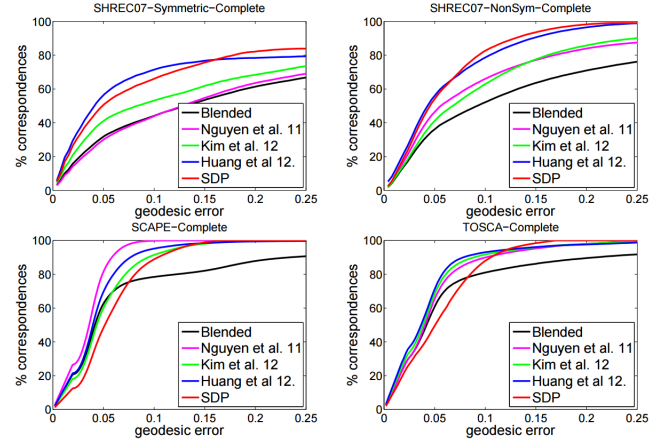 SHREC07-Symmetric-Complete
% correspondences
100
80
60
40
20
0
0
0.05
0.1
0.15
0.2
0.25
geodesic error
Blended
Nguyen et al. 11
Kim et al. 12
Huang et al 12.
SDP
SHREC07-NonSym-Complete
% correspondences
100
80
60
40
20
0
0
0.05
0.1
0.15
0.2
0.25
geodesic error
Blended
Nguyen et al. 11
Kim et al. 12
Huang et al 12.
SDP
SCAPE-Complete
% correspondences
100
80
60
40
20
0
0
0.05
0.1
0.15
0.2
0.25
geodesic error
Blended
Nguyen et al. 11
Kim et al. 12
Huang et al 12.
SDP
TOSCA-Complete
% correspondences
100
80
60
40
20
0
0
0.05
0.1
0.15
0.2
0.25
geodesic error
Blended
Nguyen et al. 11
Kim et al. 12
Huang et al 12.
SDP